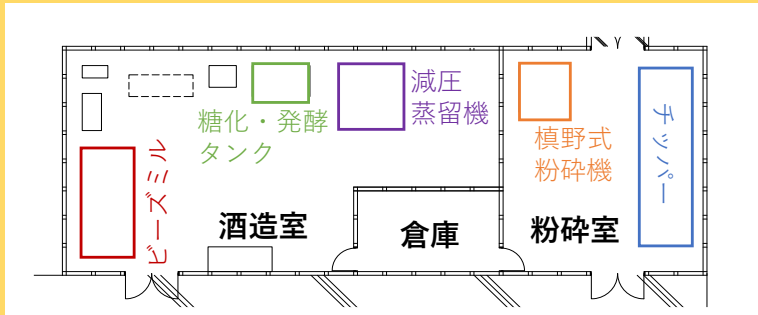 糖化・発酵
タンク
減圧
蒸留機
槙野式
粉砕機
チッパー
ビーズミル
酒造室
倉庫
粉砕室